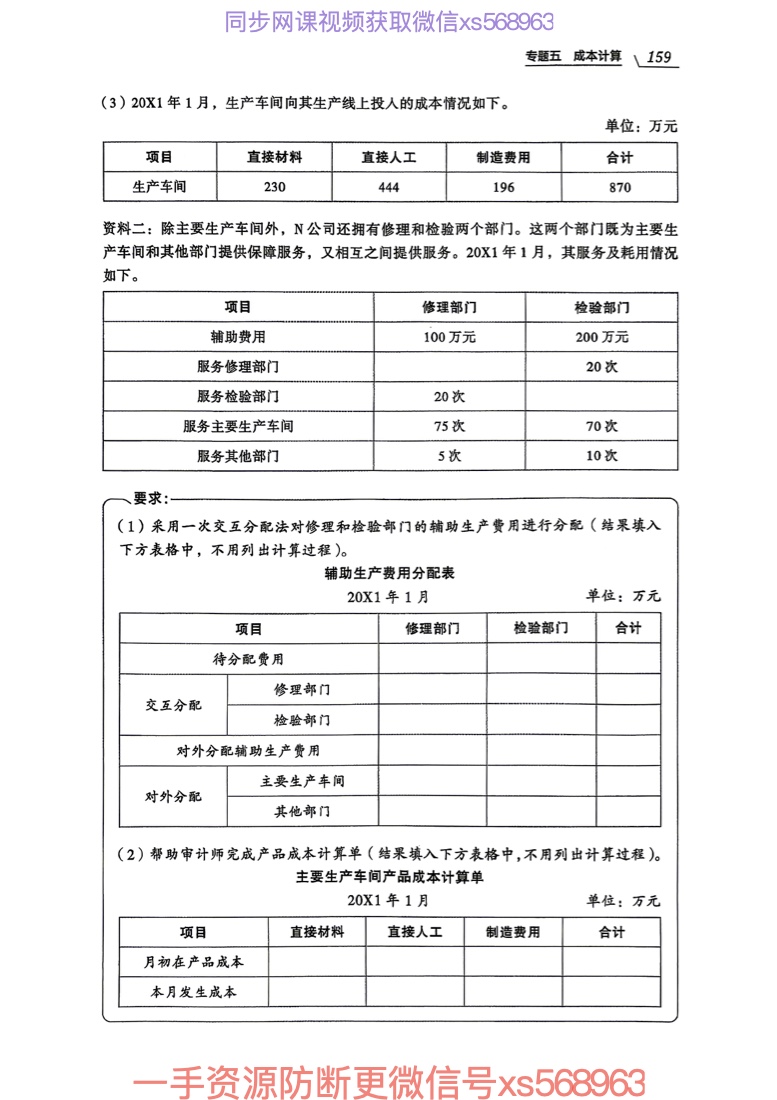 同步网课视频获取微信xs568963
专题五 成本计算 159
(3)20X1年1月,生产车间向其生产线上投入的成本情况如下。
单位:万元
项目 直接材料 直接人工 制造费用 合计
生产车间 230 444 196 870
资料二:除主要生产车间外,N公司还拥有修理和检验两个部门。这两个部门既为主要生
产车间和其他部门提供保障服务,又相互之间提供服务。20X1年1月,其服务及耗用情况
如下。
项目 修理部门 检验部门
辅助费用 100万元 200万元
服务修理部门 20次
服务检验部门 20次
服务主要生产车间 75次 70次
服务其他部门 5次 10次
要求:
(1)采用一次交互分配法对修理和检验部门的辅助生产费用进行分配(结果填入
下方表格中,不用列出计算过程)。
辅助生产费用分配表
20X1年1月 单位:万元
项目 修理部门 检验部门 合计
待分配费用
交互分配 修理部门
检验部门
对外分配辅助生产费用
对外分配 主要生产车间
其他部门
(2)帮助审计师完成产品成本计算单(结果填入下方表格中,不用列出计算过程)。
主要生产车间产品成本计算单
20X1年1月 单位:万元
项目 直接材料 直接人工 制造费用 合计
月初在产品成本
本月发生成本
一手资源防断更微信号xs568963